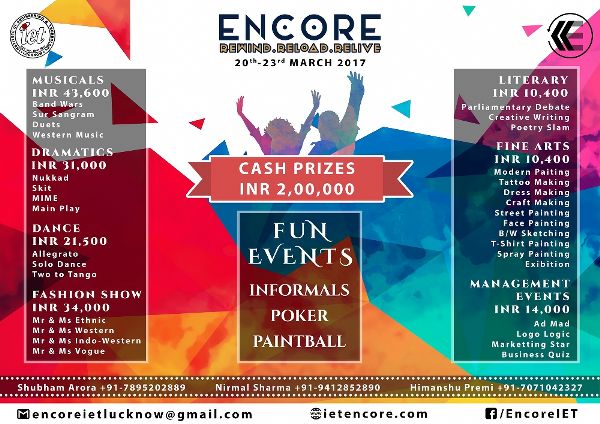 iet
ENCORE
REWIND.RELOAD.RELIVE
20th-23rd MARCH 2017
MUSICALS
INR 43,600
Band Wars
Sur Sangram
Duets
Western Music
DRAMATICS
INR 31,000
Nukkad
Skit
MIME
Main Play
DANCE
INR 21,500
Allegrato
Solo Dance
Two to Tango
FASHION SHOW
INR 34,000
Mr & Ms Ethnic
Mr & Ms Western
Mr & Ms Indo-Western
Mr & Ms Vogue
CASH PRIZES
INR 2,00,000
FUN
EVENTS
INFORMALS
POKER
PAINTBALL
LITERARY
INR 10,400
Parliamentary Debate
Creative Writing
Poetry Slam
FINE ARTS
INR 10,400
Modern Paiting
Tattoo Making
Dress Making
Craft Making
Street Painting
Face Painting
B/W Sketching
T-Shirt Painting
Spray Painting
Exibition
MANAGEMENT
EVENTS
INR 14,000
Ad Mad
Logo Logic
Marketting Star
Business Quiz
Shubham Arora +91-7895202889 Nirmal Sharma +91-9412852890 Himanshu Premi +91-7071042327
encoreietlucknow@gmail.com ietencore.com /EncoreIET